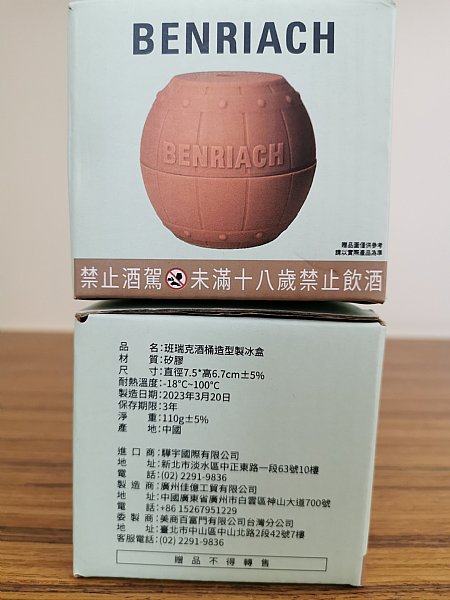 BENRIACH
BENRIACH
贈品圖僅供參考
請以實際產品為準
禁止酒駕 未滿十八歲禁止飲酒
品　　名:班瑞克酒桶造型製冰盒
材　　質:矽膠
尺　　寸:直徑7.5*高6.7cm±5%
耐熱溫度:-18°C~100°C
製造日期:2023年3月20日
保存期限:3年
淨　　重:110g±5%
產　　地:中國
進 口 商:驊宇國際有限公司
地　　址:新北市淡水區中正東路一段63號10樓
電　　話:(02) 2291-9836
製 造 商:廣州佳億工貿有限公司
地　　址:中國廣東省廣州市白雲區神山大道700號
電　　話:+86 15267951229
委 製 商:美商百富門有限公司台灣分公司
地　　址:臺北市中山區中山北路2段42號7樓
客服電話:(02) 2291-9836
贈品不得轉售